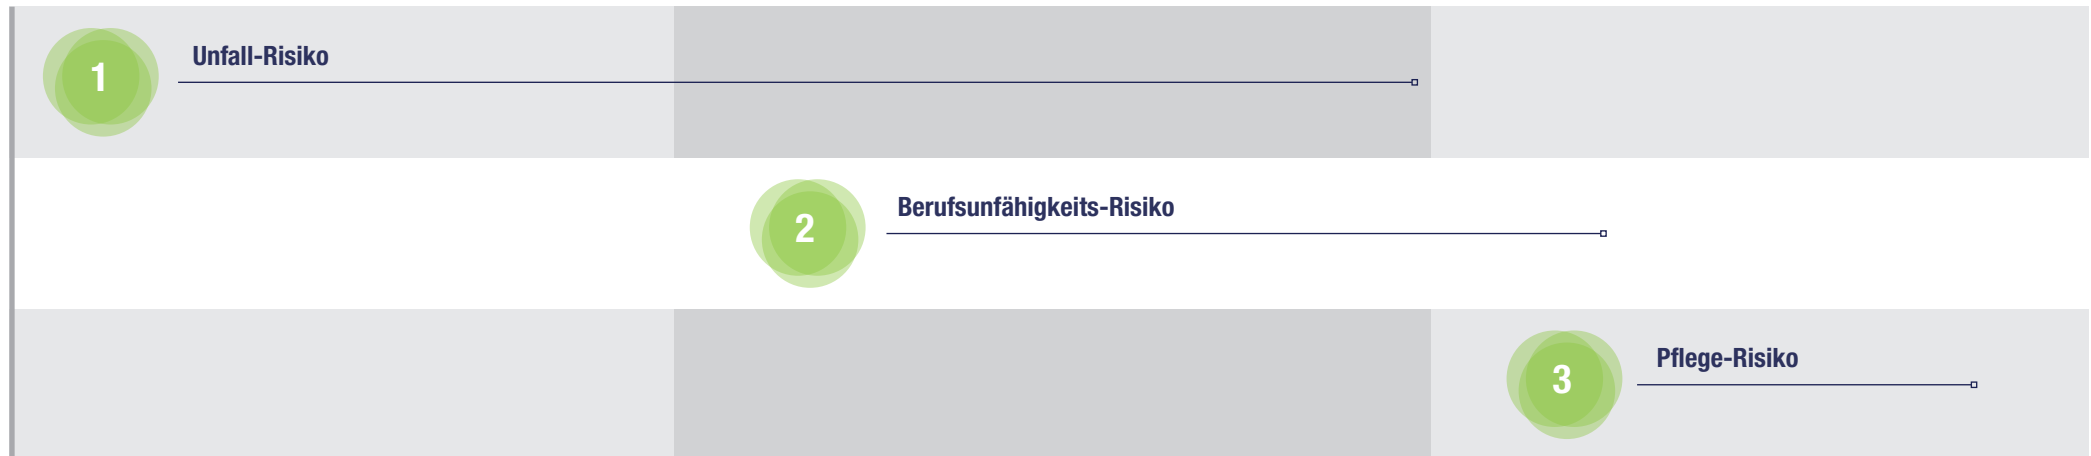 1
Unfall-Risiko
2
Berufsunfähigkeits-Risiko
3
Pflege-Risiko